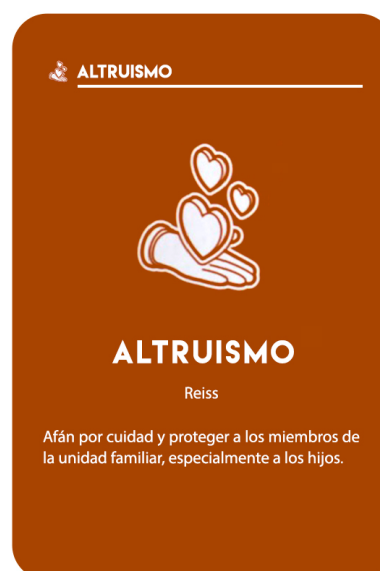 ALTRUISMO
ALTRUISMO
Reiss
Afán por cuidad y proteger a los miembros de
la unidad familiar, especialmente a los hijos.